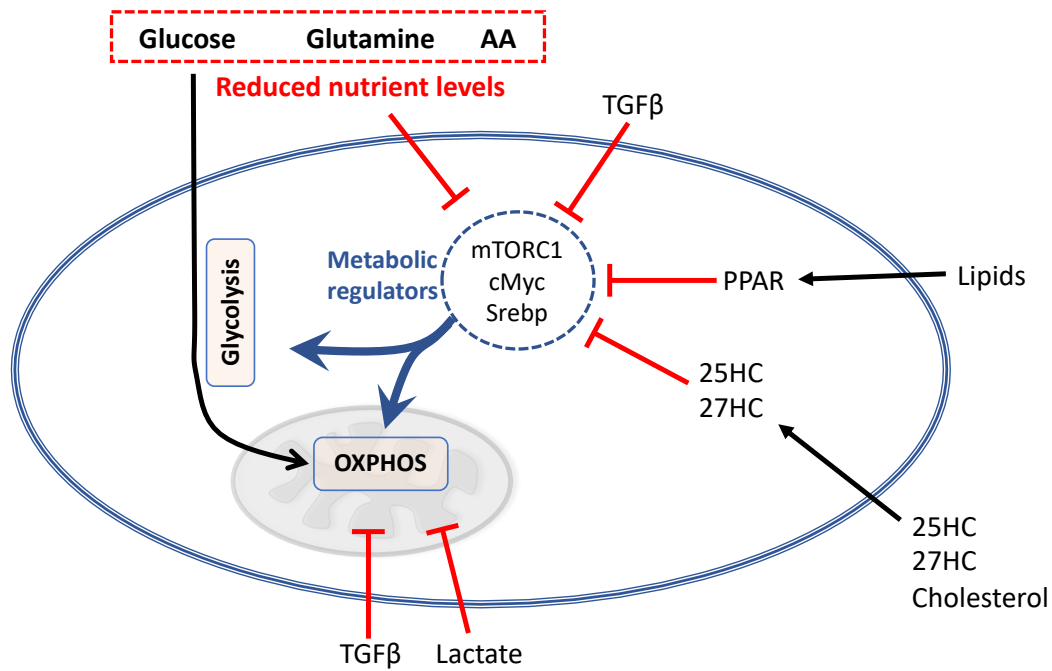 Glucose Glutamine AA
Reduced nutrient levels
TGFβ
Metabolic
regulators
mTORC1
cMyc
Srebp
PPAR
Lipids
Glycolysis
25HC
27HC
OXPHOS
25HC
27HC
Cholesterol
TGFβ
Lactate